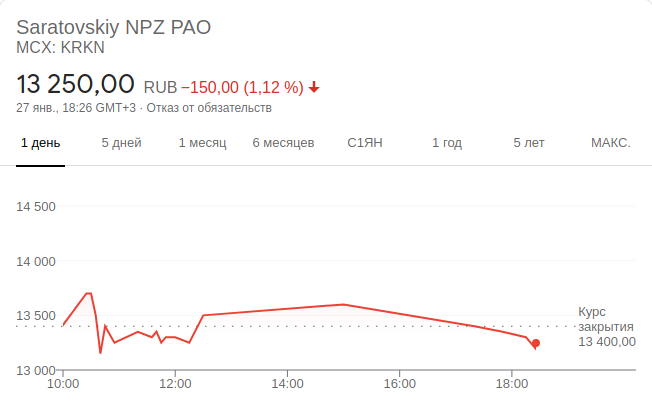 Saratovskiy NPZ PAO
MCX: KRKN
13 250,00 RUB −150,00 (1,12 %)
27 янв., 18:26 GMT+3 · Отказ от обязательств
1 день 5 дней 1 месяц 6 месяцев С1ЯН 1 год 5 лет МАКС.
14 500
14 000
13 500
Курс
закрытия
13 400,00
13 000
10:00 12:00 14:00 16:00 18:00